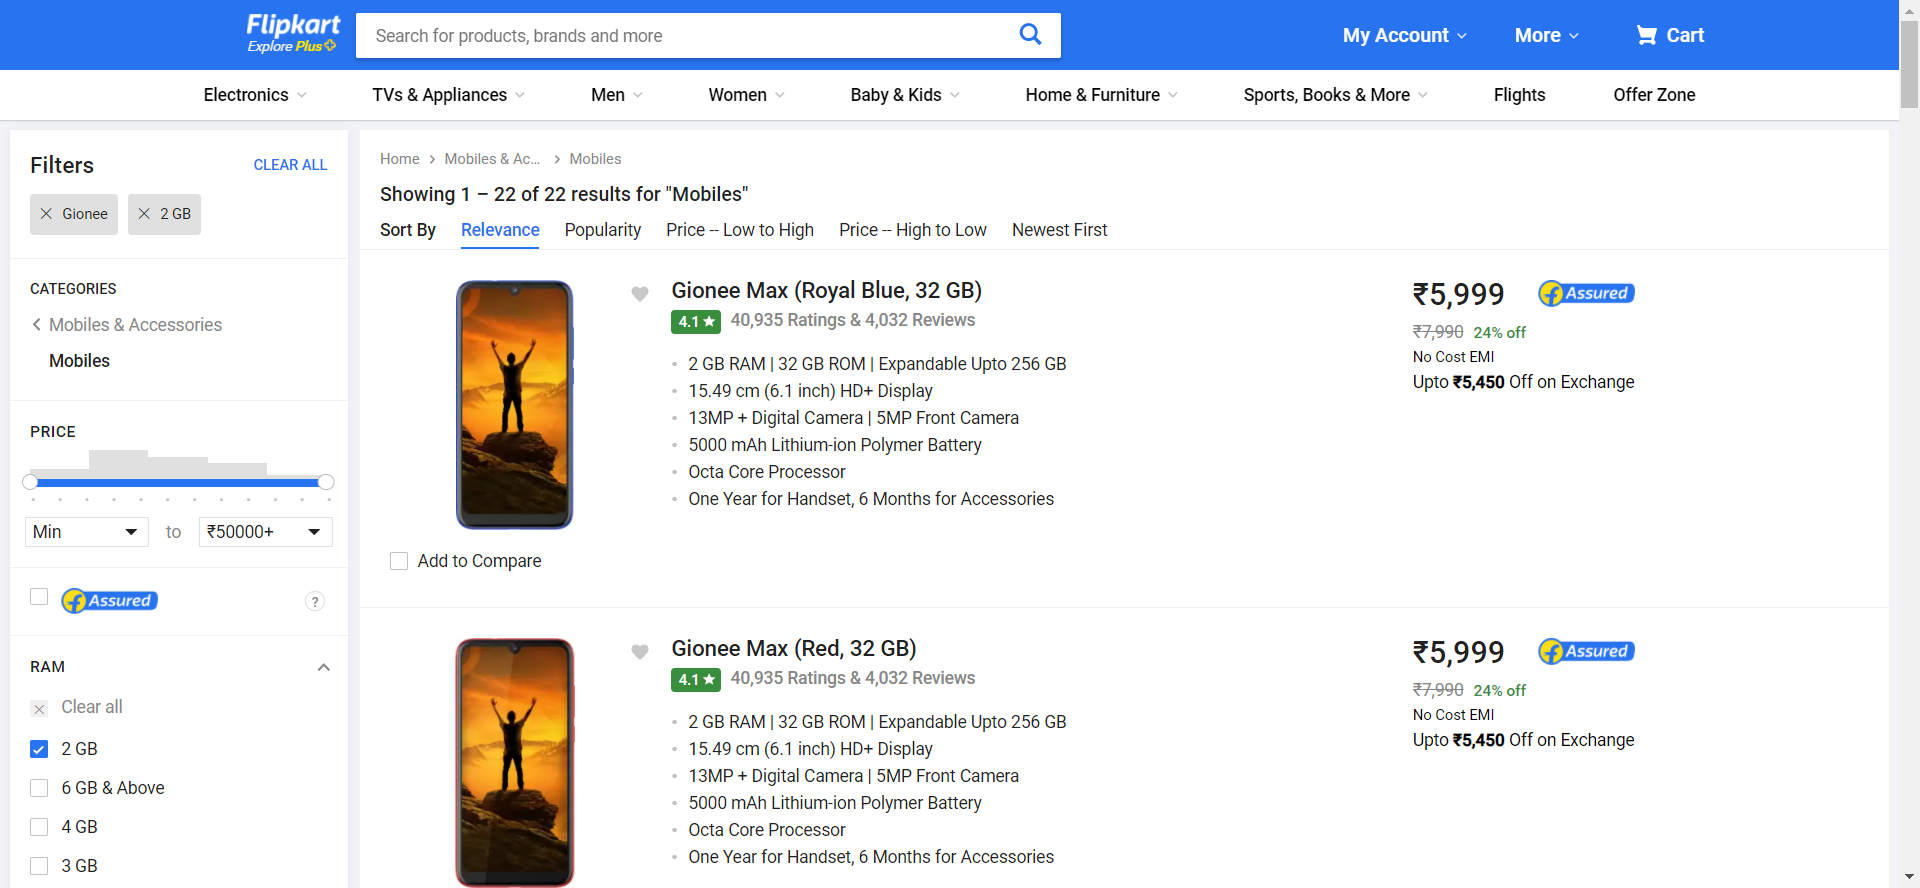 Flipkart
Explore Plus
Search for products, brands and more
My Account
More
Cart
Electronics
TVs & Appliances
Men
Women
Baby & Kids
Home & Furniture
Sports, Books & More
Flights
Offer Zone
Filters
CLEAR ALL
Gionee
2 GB
CATEGORIES
Mobiles & Accessories
Mobiles
PRICE
Min
to
₹50000+
Assured
?
RAM
Clear all
2 GB
6 GB & Above
4 GB
3 GB
Home
Mobiles & Ac...
Mobiles
Showing 1 – 22 of 22 results for "Mobiles"
Sort By
Relevance
Popularity
Price -- Low to High
Price -- High to Low
Newest First
Gionee Max (Royal Blue, 32 GB)
4.1 ★ 40,935 Ratings & 4,032 Reviews
2 GB RAM | 32 GB ROM | Expandable Upto 256 GB
15.49 cm (6.1 inch) HD+ Display
13MP + Digital Camera | 5MP Front Camera
5000 mAh Lithium-ion Polymer Battery
Octa Core Processor
One Year for Handset, 6 Months for Accessories
₹5,999
Assured
₹7,990 24% off
No Cost EMI
Upto ₹5,450 Off on Exchange
Add to Compare
Gionee Max (Red, 32 GB)
4.1 ★ 40,935 Ratings & 4,032 Reviews
2 GB RAM | 32 GB ROM | Expandable Upto 256 GB
15.49 cm (6.1 inch) HD+ Display
13MP + Digital Camera | 5MP Front Camera
5000 mAh Lithium-ion Polymer Battery
Octa Core Processor
One Year for Handset, 6 Months for Accessories
₹5,999
Assured
₹7,990 24% off
No Cost EMI
Upto ₹5,450 Off on Exchange